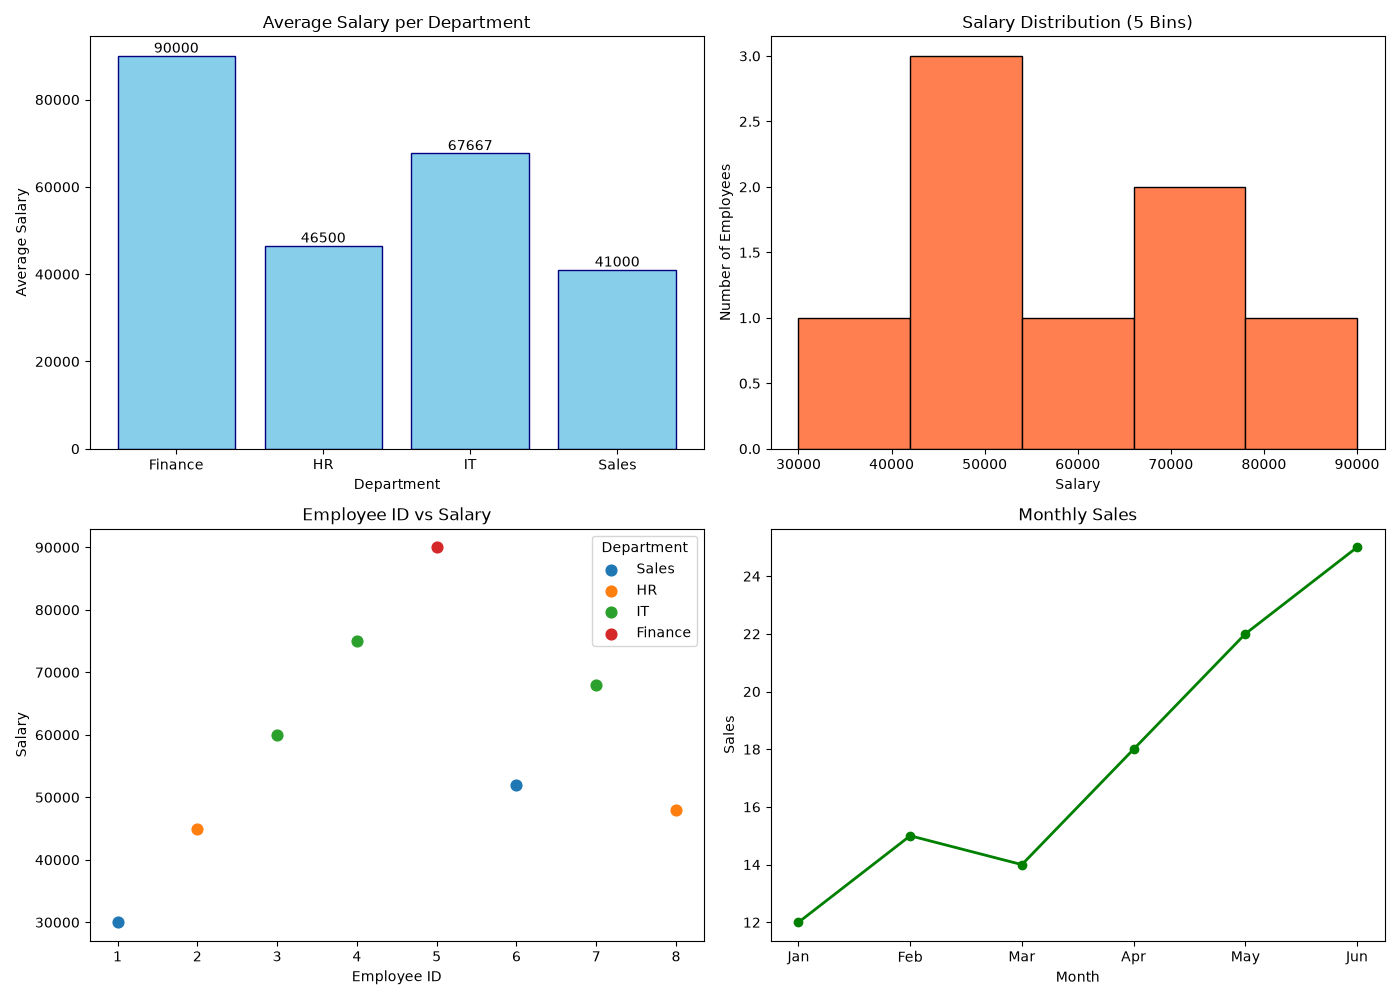 Average Salary per Department
90000
67667
46500
41000
80000
60000
40000
20000
0
Average Salary
Finance HR IT Sales
Department
Salary Distribution (5 Bins)
3.0
2.5
2.0
1.5
1.0
0.5
0.0
Number of Employees
30000 40000 50000 60000 70000 80000 90000
Salary
Employee ID vs Salary
90000
80000
70000
60000
50000
40000
30000
Salary
Department
Sales
HR
IT
Finance
1 2 3 4 5 6 7 8
Employee ID
Monthly Sales
24
22
20
18
16
14
12
Sales
Jan Feb Mar Apr May Jun
Month